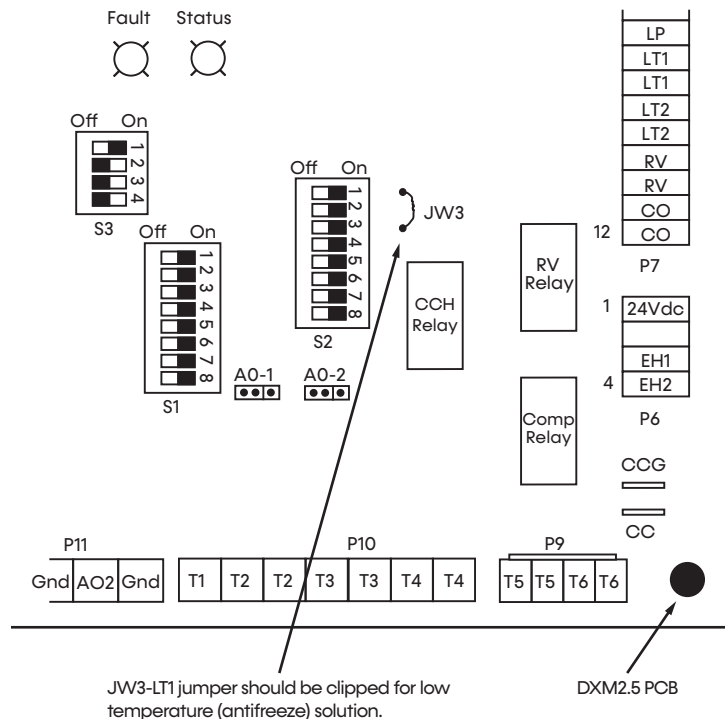 Fault Status
LP
LT1
LT1
LT2
LT2
RV
RV
CO
12 CO
P7
Off On
1
2
3
4
S3
Off On
1
2
3
4
5
6
7
8
S1
Off On
1
2
3
4
5
6
7
8
S2
JW3
CCH
Relay
RV
Relay
1 24Vdc
EH1
4 EH2
P6
A0-1 A0-2
Comp
Relay
CCG
CC
P11
Gnd AO2 Gnd
P10
T1 T2 T2 T3 T3 T4 T4
P9
T5 T5 T6 T6
JW3-LT1 jumper should be clipped for low
temperature (antifreeze) solution.
DXM2.5 PCB